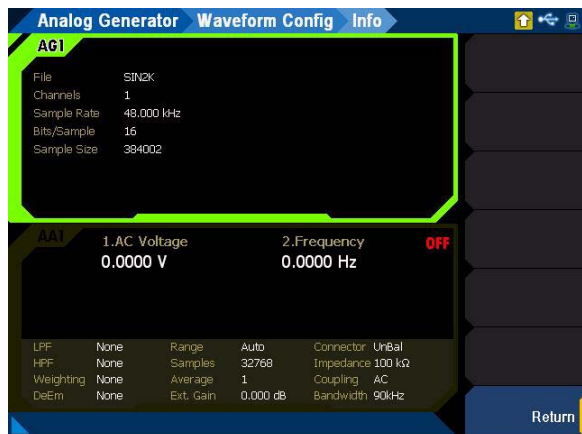 Analog Generator Waveform Config Info
AG1
File SIN2K
Channels 1
Sample Rate 48.000 kHz
Bits/Sample 16
Sample Size 384002
AA1 1.AC Voltage 2.Frequency OFF
0.0000 V 0.0000 Hz
LPF None Range Auto Connector UnBal
HPF None Samples 32768 Impedance 100 kΩ
Weighting None Average 1 Coupling AC
DeEm None Ext. Gain 0.000 dB Bandwidth 90kHz
Return